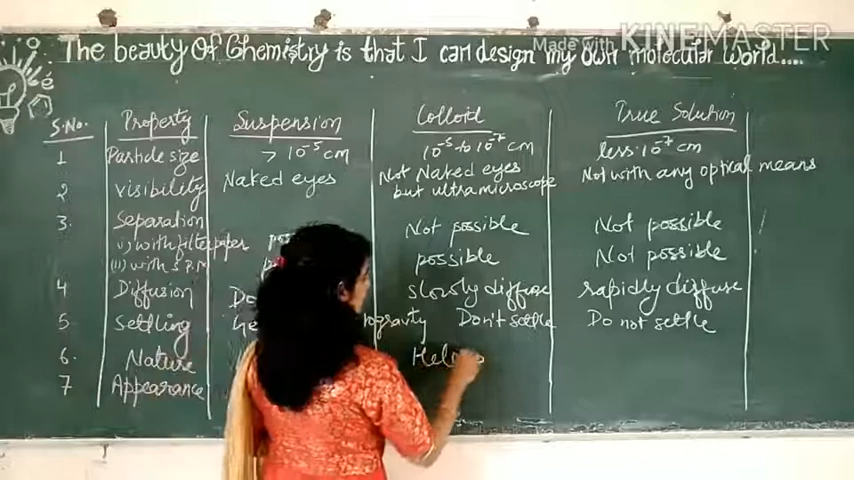 Made with KINEMASTER
The beauty Of Chemistry is that I can design my own molecular world....
S.No. Property Suspension Colloid True Solution
1 Particle size > 10⁻⁵ cm 10⁻⁵ to 10⁻⁷ cm less 10⁻⁷ cm
2 visibility Naked eyes Not Naked eyes but ultramicroscope Not with any optical means
3. Separation
i) with filter paper Not possible Not possible
(ii) with S.P.M possible Not possible
4 Diffusion Do slowly diffuse rapidly diffuse
5 Settling gravity Don't settle Do not settle
6. Nature
7 Appearance